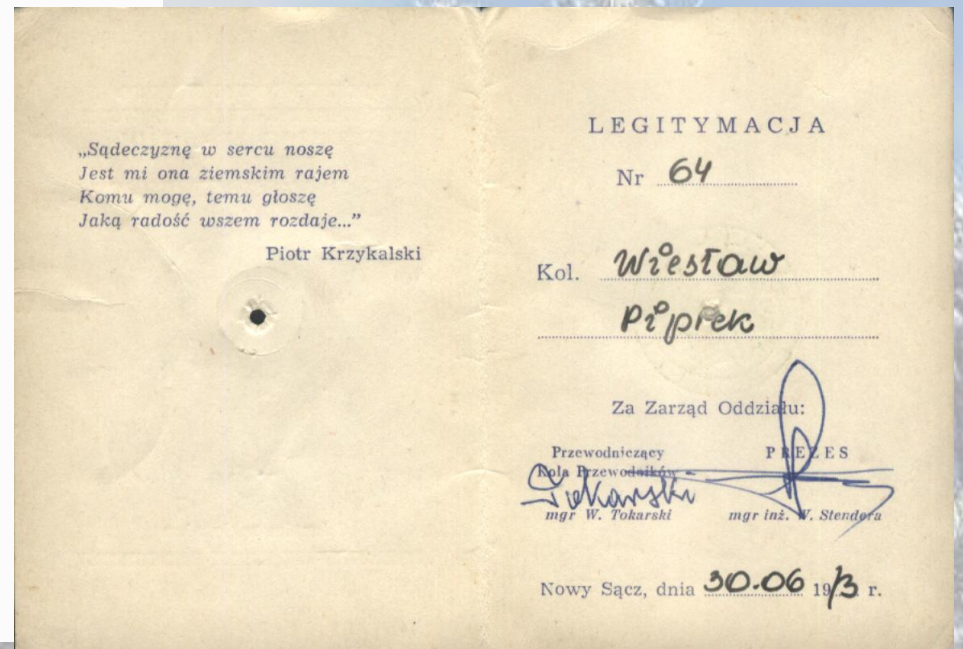 „Sądeczyznę w sercu noszę
Jest mi ona ziemskim rajem
Komu mogę, temu głoszę
Jaką radość wszem rozdaje...”
Piotr Krzykalski
LEGITYMACJA
Nr 64
Kol. Wiesław
Piprek
Za Zarząd Oddziału:
Przewodniczący
Koła Przewodników
PREZES
Tokarski
mgr W. Tokarski
mgr inż. W. Stendera
Nowy Sącz, dnia 30.06 1973 r.